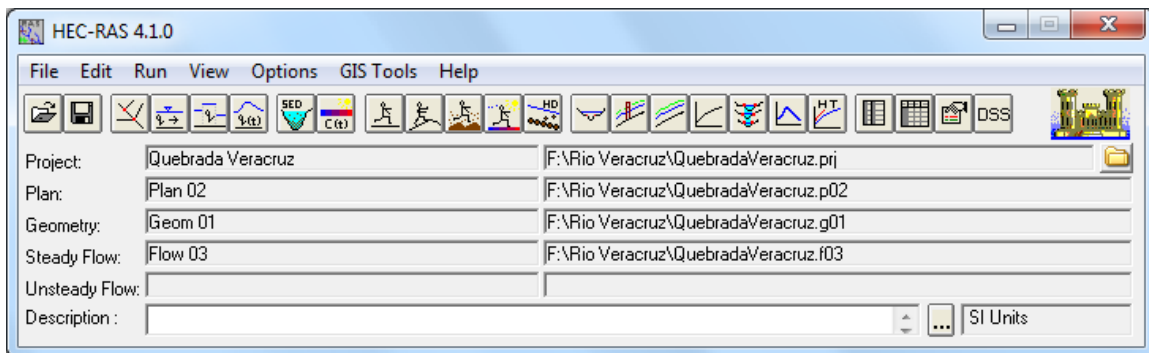 HEC-RAS 4.1.0
File Edit Run View Options GIS Tools Help
SED C(t) HD HT DSS
Project: Quebrada Veracruz F:\Rio Veracruz\QuebradaVeracruz.prj
Plan: Plan 02 F:\Rio Veracruz\QuebradaVeracruz.p02
Geometry: Geom 01 F:\Rio Veracruz\QuebradaVeracruz.g01
Steady Flow: Flow 03 F:\Rio Veracruz\QuebradaVeracruz.f03
Unsteady Flow:
Description : ... SI Units